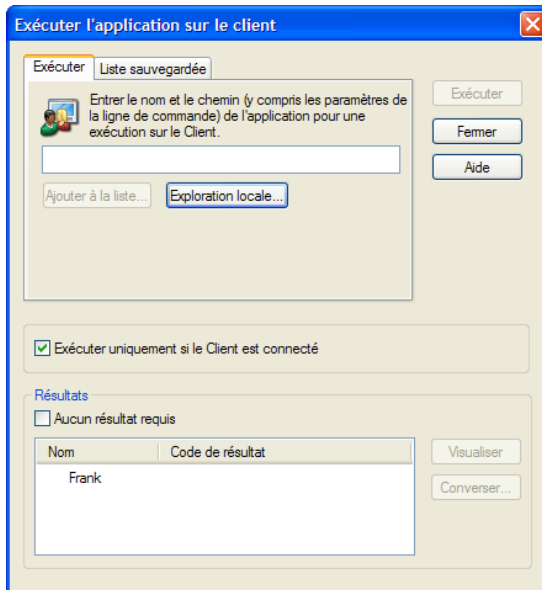 Exécuter l'application sur le client
Exécuter
Liste sauvegardée
Entrer le nom et le chemin (y compris les paramètres de
la ligne de commande) de l'application pour une
exécution sur le Client.
Ajouter à la liste...
Exploration locale...
Exécuter
Fermer
Aide
Exécuter uniquement si le Client est connecté
Résultats
Aucun résultat requis
Nom
Code de résultat
Frank
Visualiser
Converser...